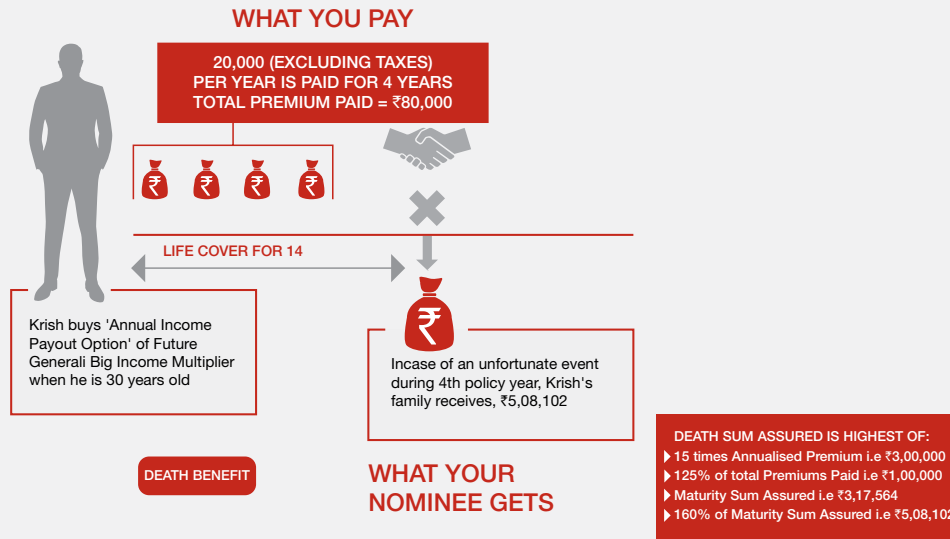 WHAT YOU PAY
20,000 (EXCLUDING TAXES)
PER YEAR IS PAID FOR 4 YEARS
TOTAL PREMIUM PAID = ₹80,000
₹ ₹ ₹ ₹
LIFE COVER FOR 14
Krish buys 'Annual Income
Payout Option' of Future
Generali Big Income Multiplier
when he is 30 years old
₹
Incase of an unfortunate event
during 4th policy year, Krish's
family receives, ₹5,08,102
DEATH BENEFIT
WHAT YOUR
NOMINEE GETS
DEATH SUM ASSURED IS HIGHEST OF:
15 times Annualised Premium i.e ₹3,00,000
125% of total Premiums Paid i.e ₹1,00,000
Maturity Sum Assured i.e ₹3,17,564
160% of Maturity Sum Assured i.e ₹5,08,102